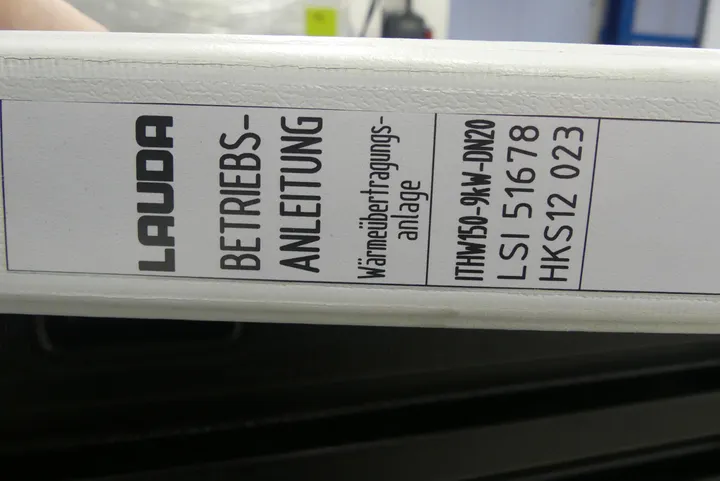 LAUDA
BETRIEBS-
ANLEITUNG
Wärmeübertragungs-
anlage
ITHW150-9kW-DN20
LSI 51678
HKS12 023